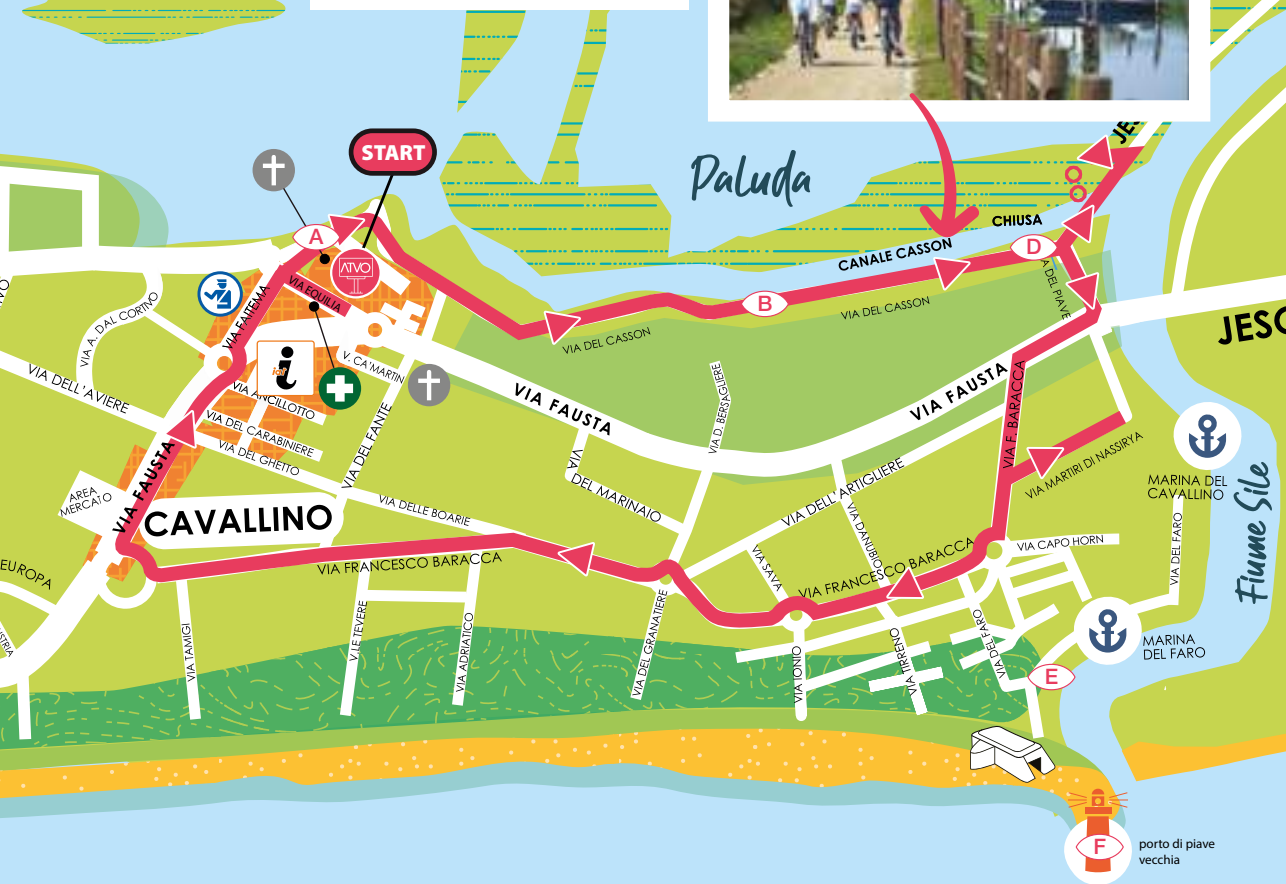 START
Paluda
JES
CHIUSA
CANALE CASSON
A
D
B
ATVO
VIA EQUILIA
VIA FAITEMA
VIA A. DAL CORTIVO
VIA DEL PIAVE
VIA DEL CASSON
VIA DEL CASSON
JESO
i
V. CA'MARTIN
VIA DELL'AVIERE
VIA ANCILLOTTO
VIA DEL CARABINIERE
VIA DEL GHETTO
VIA DEL FANTE
VIA FAUSTA
VIA FAUSTA
VIA D. BERSAGLIERE
VIA F. BARACCA
VIA MARTIRI DI NASSIRYA
MARINA DEL
CAVALLINO
Fiume Sile
VIA FAUSTA
AREA
MERCATO
CAVALLINO
VIA DELLE BOARIE
VIA
DEL MARINAIO
VIA DELL'ARTIGLIERE
VIA DANUBIO
VIA SAVA
VIA CAPO HORN
VIA DEL FARO
EUROPA
VIA FRANCESCO BARACCA
VIA FRANCESCO BARACCA
VIA TAMIGI
V. LE TEVERE
VIA ADRIATICO
VIA DEL GRANATIERE
VIA IONIO
VIA TIRRENO
VIA DEL FARO
MARINA
DEL FARO
E
F
porto di piave
vecchia